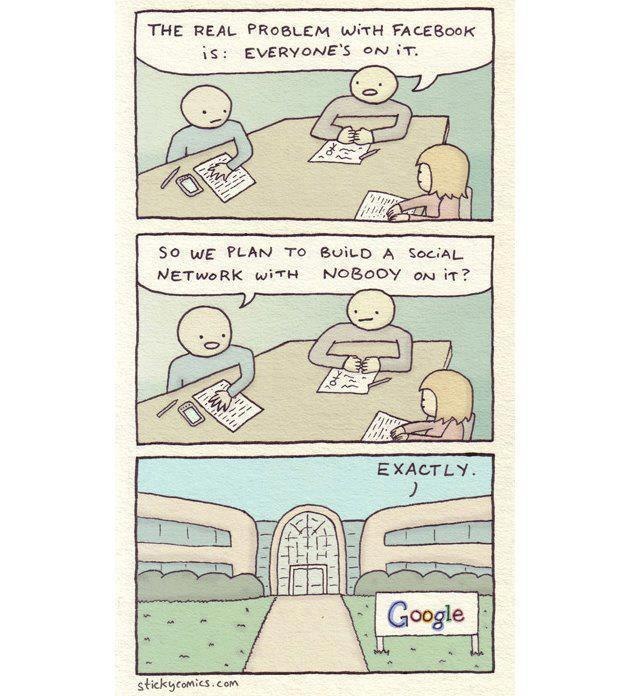 THE REAL PROBLEM WITH FACEBOOK
iS: EVERYONE'S ON iT.
SO WE PLAN TO BUiLD A SOCiAL
NETWORK WiTH NOBODY ON iT?
EXACTLY.
Google
stickycomics.com